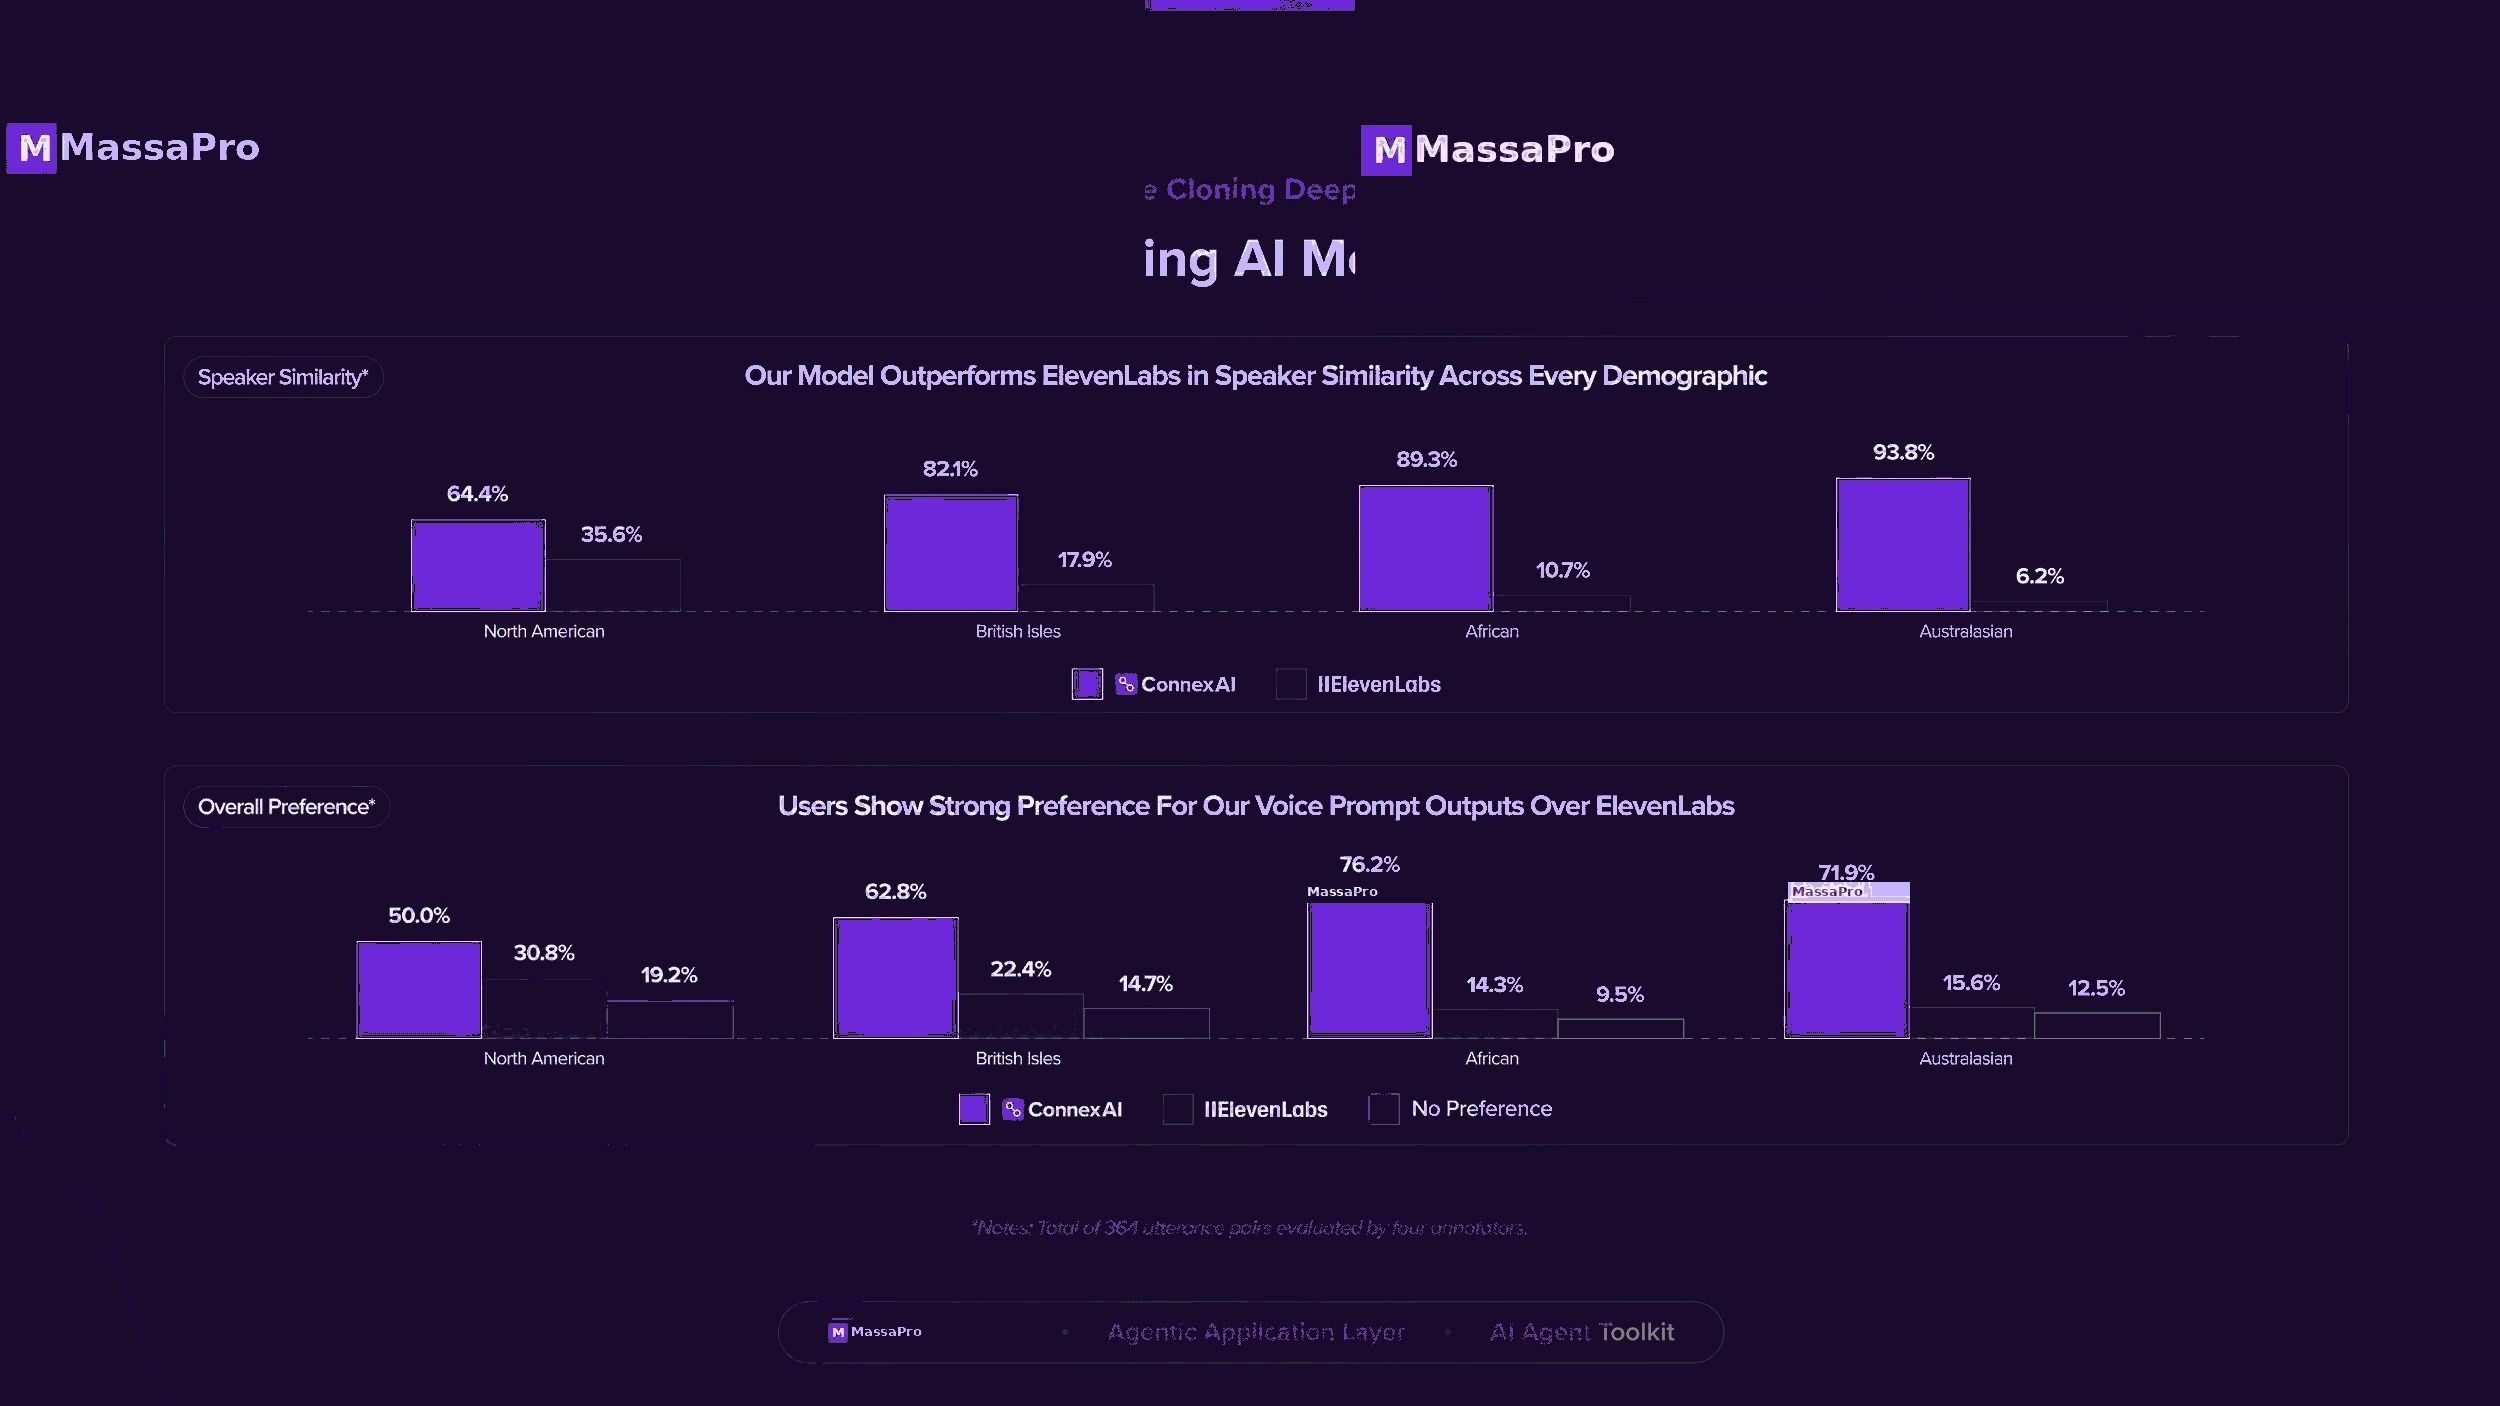 M MassaPro
M MassaPro
e Cloning Deep
ing AI Mo
Speaker Similarity*
Our Model Outperforms ElevenLabs in Speaker Similarity Across Every Demographic
64.4%
35.6%
82.1%
17.9%
89.3%
10.7%
93.8%
6.2%
North American
British Isles
African
Australasian
ConnexAI
IIElevenLabs
Overall Preference*
Users Show Strong Preference For Our Voice Prompt Outputs Over ElevenLabs
50.0%
30.8%
19.2%
62.8%
22.4%
14.7%
76.2%
MassaPro
14.3%
9.5%
71.9%
MassaPro
15.6%
12.5%
North American
British Isles
African
Australasian
ConnexAI
IIElevenLabs
No Preference
*Notes: Total of 364 utterance pairs evaluated by four annotators.
M MassaPro • Agentic Application Layer • AI Agent Toolkit